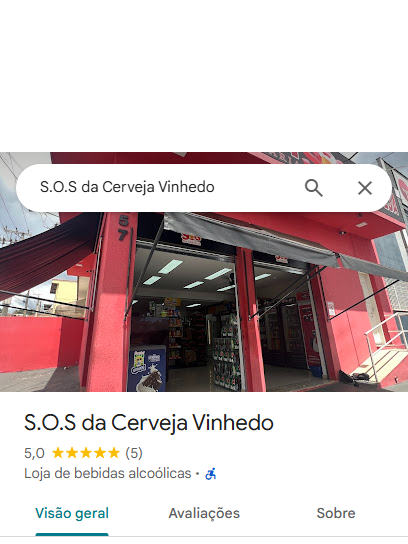 S.O.S da Cerveja Vinhedo
57
S.O.S da Cerveja Vinhedo
5,0 (5)
Loja de bebidas alcoólicas ·
Visão geral
Avaliações
Sobre